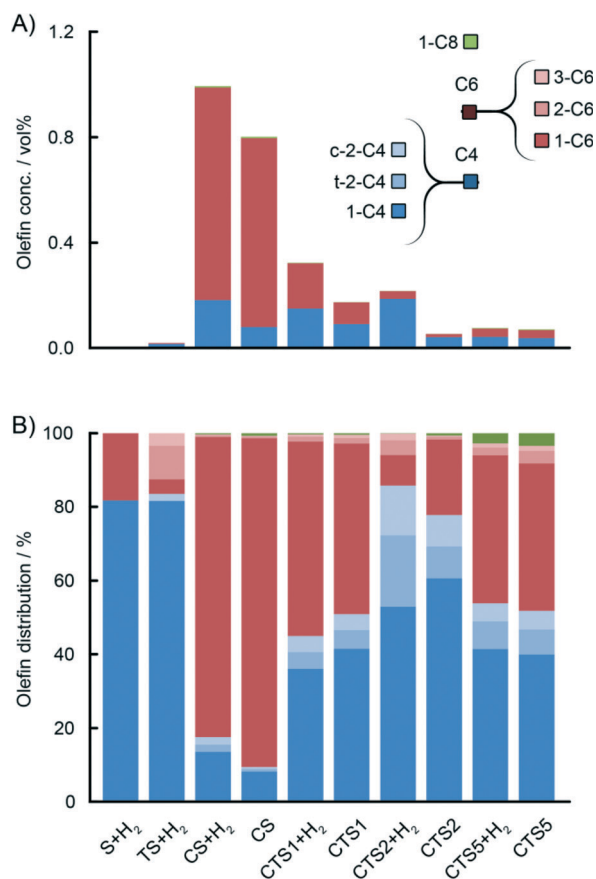 A)
Olefin conc. / vol%
1.2
0.8
0.4
0.0
1-C8
C6
3-C6
2-C6
1-C6
c-2-C4
t-2-C4
1-C4
C4
B)
Olefin distribution / %
100
80
60
40
20
0
S+H₂
TS+H₂
CS+H₂
CS
CTS1+H₂
CTS1
CTS2+H₂
CTS2
CTS5+H₂
CTS5